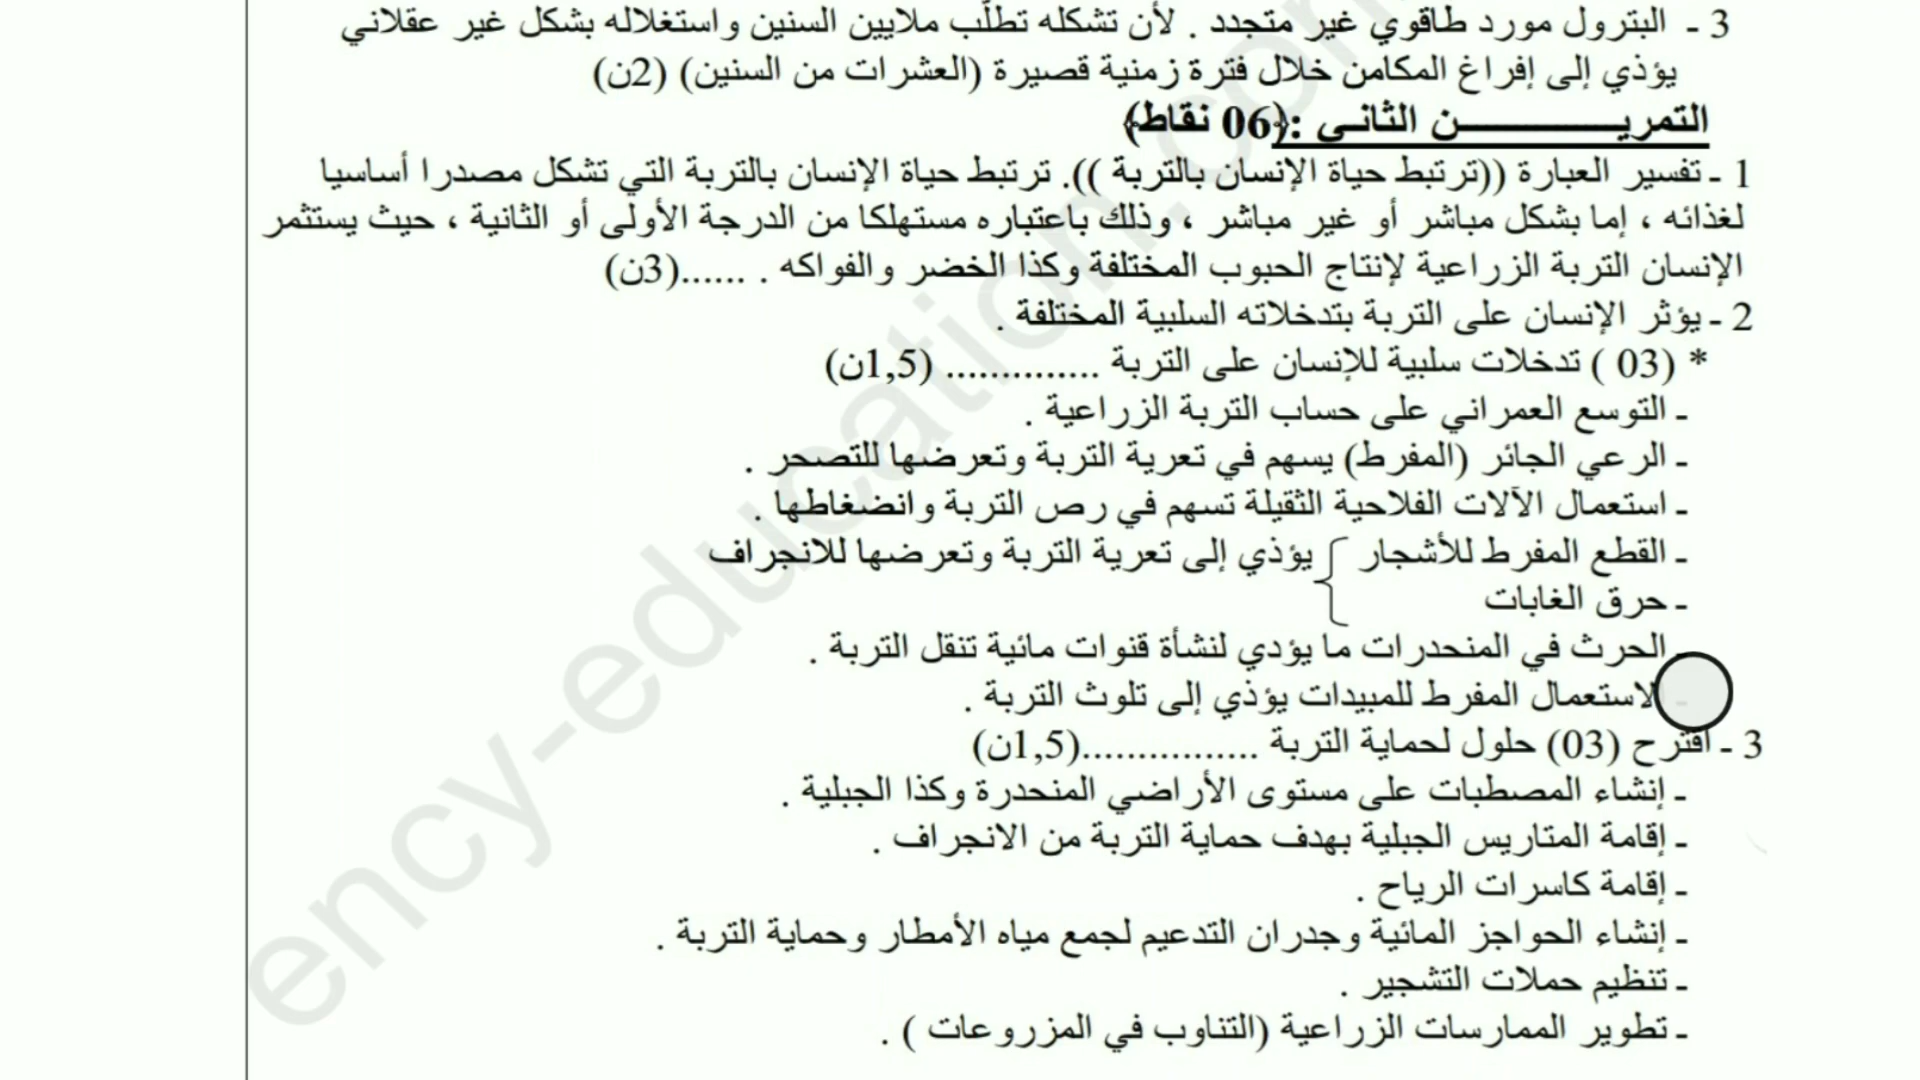 3 - البترول مورد طاقوي غير متجدد . لأن تشكله تطلّب ملايين السنين واستغلاله بشكل غير عقلاني
يؤذي إلى إفراغ المكامن خلال فترة زمنية قصيرة (العشرات من السنين) (2ن)
التمريــــــــــــن الثانـي :(06 نقاط)
1 - تفسير العبارة ((ترتبط حياة الإنسان بالتربة )). ترتبط حياة الإنسان بالتربة التي تشكل مصدرا أساسيا
لغذائه ، إما بشكل مباشر أو غير مباشر ، وذلك باعتباره مستهلكا من الدرجة الأولى أو الثانية ، حيث يستثمر
الإنسان التربة الزراعية لإنتاج الحبوب المختلفة وكذا الخضر والفواكه . ......(3ن)
2 - يؤثر الإنسان على التربة بتدخلاته السلبية المختلفة .
* (03 ) تدخلات سلبية للإنسان على التربة .............. (1,5ن)
- التوسع العمراني على حساب التربة الزراعية .
- الرعي الجائر (المفرط) يسهم في تعرية التربة وتعرضها للتصحر .
- استعمال الآلات الفلاحية الثقيلة تسهم في رص التربة وانضغاطها .
- القطع المفرط للأشجار { يؤذي إلى تعرية التربة وتعرضها للانجراف
- حرق الغابات
- الحرث في المنحدرات ما يؤدي لنشأة قنوات مائية تنقل التربة .
- الاستعمال المفرط للمبيدات يؤذي إلى تلوث التربة .
3 - اقترح (03) حلول لحماية التربة ................(1,5ن)
- إنشاء المصطبات على مستوى الأراضي المنحدرة وكذا الجبلية .
- إقامة المتاريس الجبلية بهدف حماية التربة من الانجراف .
- إقامة كاسرات الرياح .
- إنشاء الحواجز المائية وجدران التدعيم لجمع مياه الأمطار وحماية التربة .
- تنظيم حملات التشجير .
- تطوير الممارسات الزراعية (التناوب في المزروعات ) .
ency-education.com